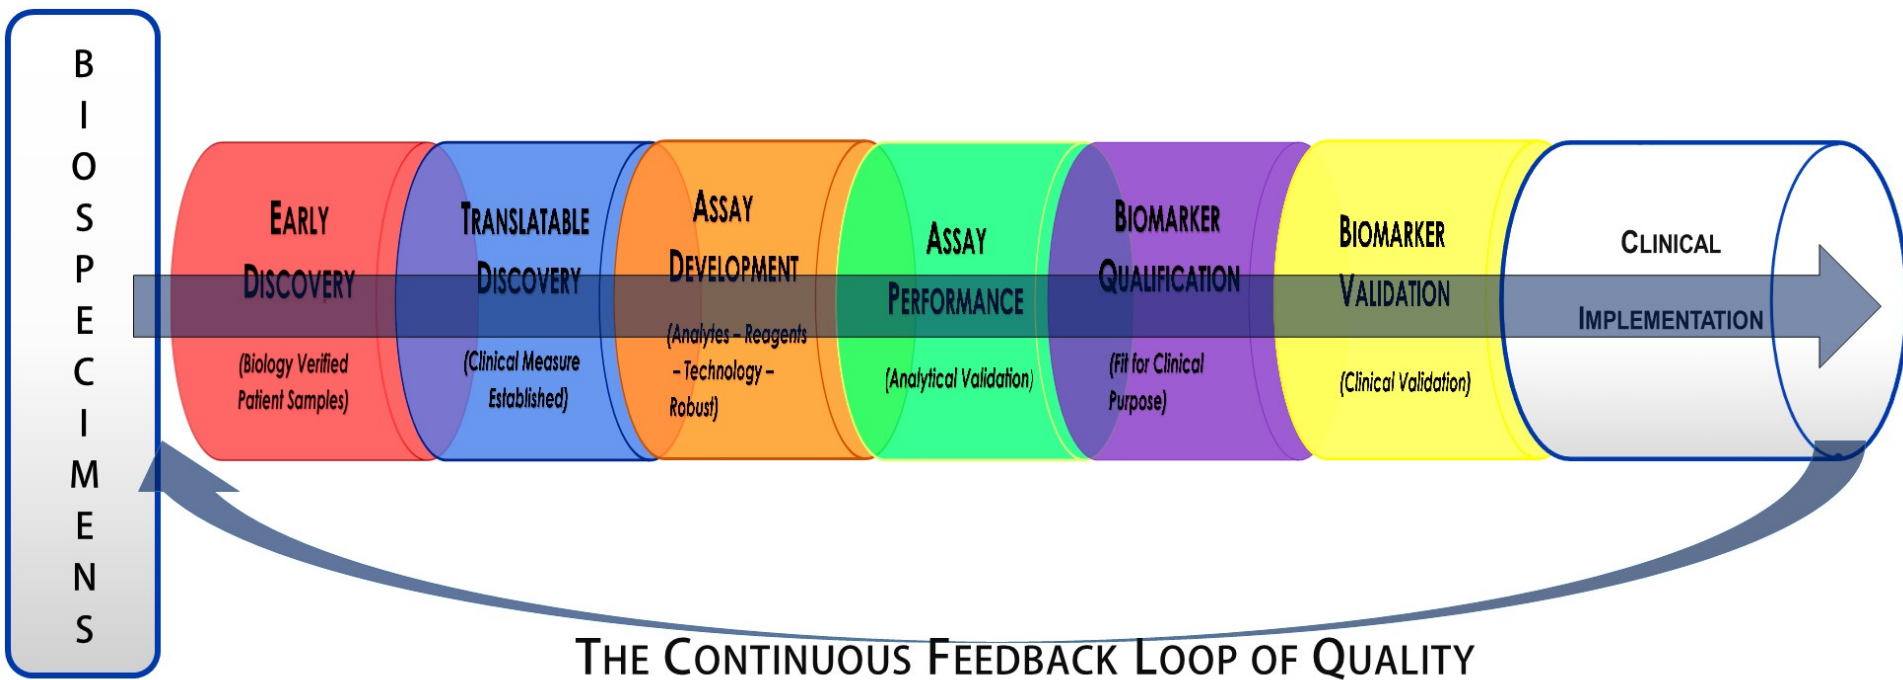 BIOSPECIMENS
EARLY
DISCOVERY
(Biology Verified
Patient Samples)
TRANSLATABLE
DISCOVERY
(Clinical Measure
Established)
ASSAY
DEVELOPMENT
(Analytes – Reagents
– Technology –
Robust)
ASSAY
PERFORMANCE
(Analytical Validation)
BIOMARKER
QUALIFICATION
(Fit for Clinical
Purpose)
BIOMARKER
VALIDATION
(Clinical Validation)
CLINICAL
IMPLEMENTATION
THE CONTINUOUS FEEDBACK LOOP OF QUALITY